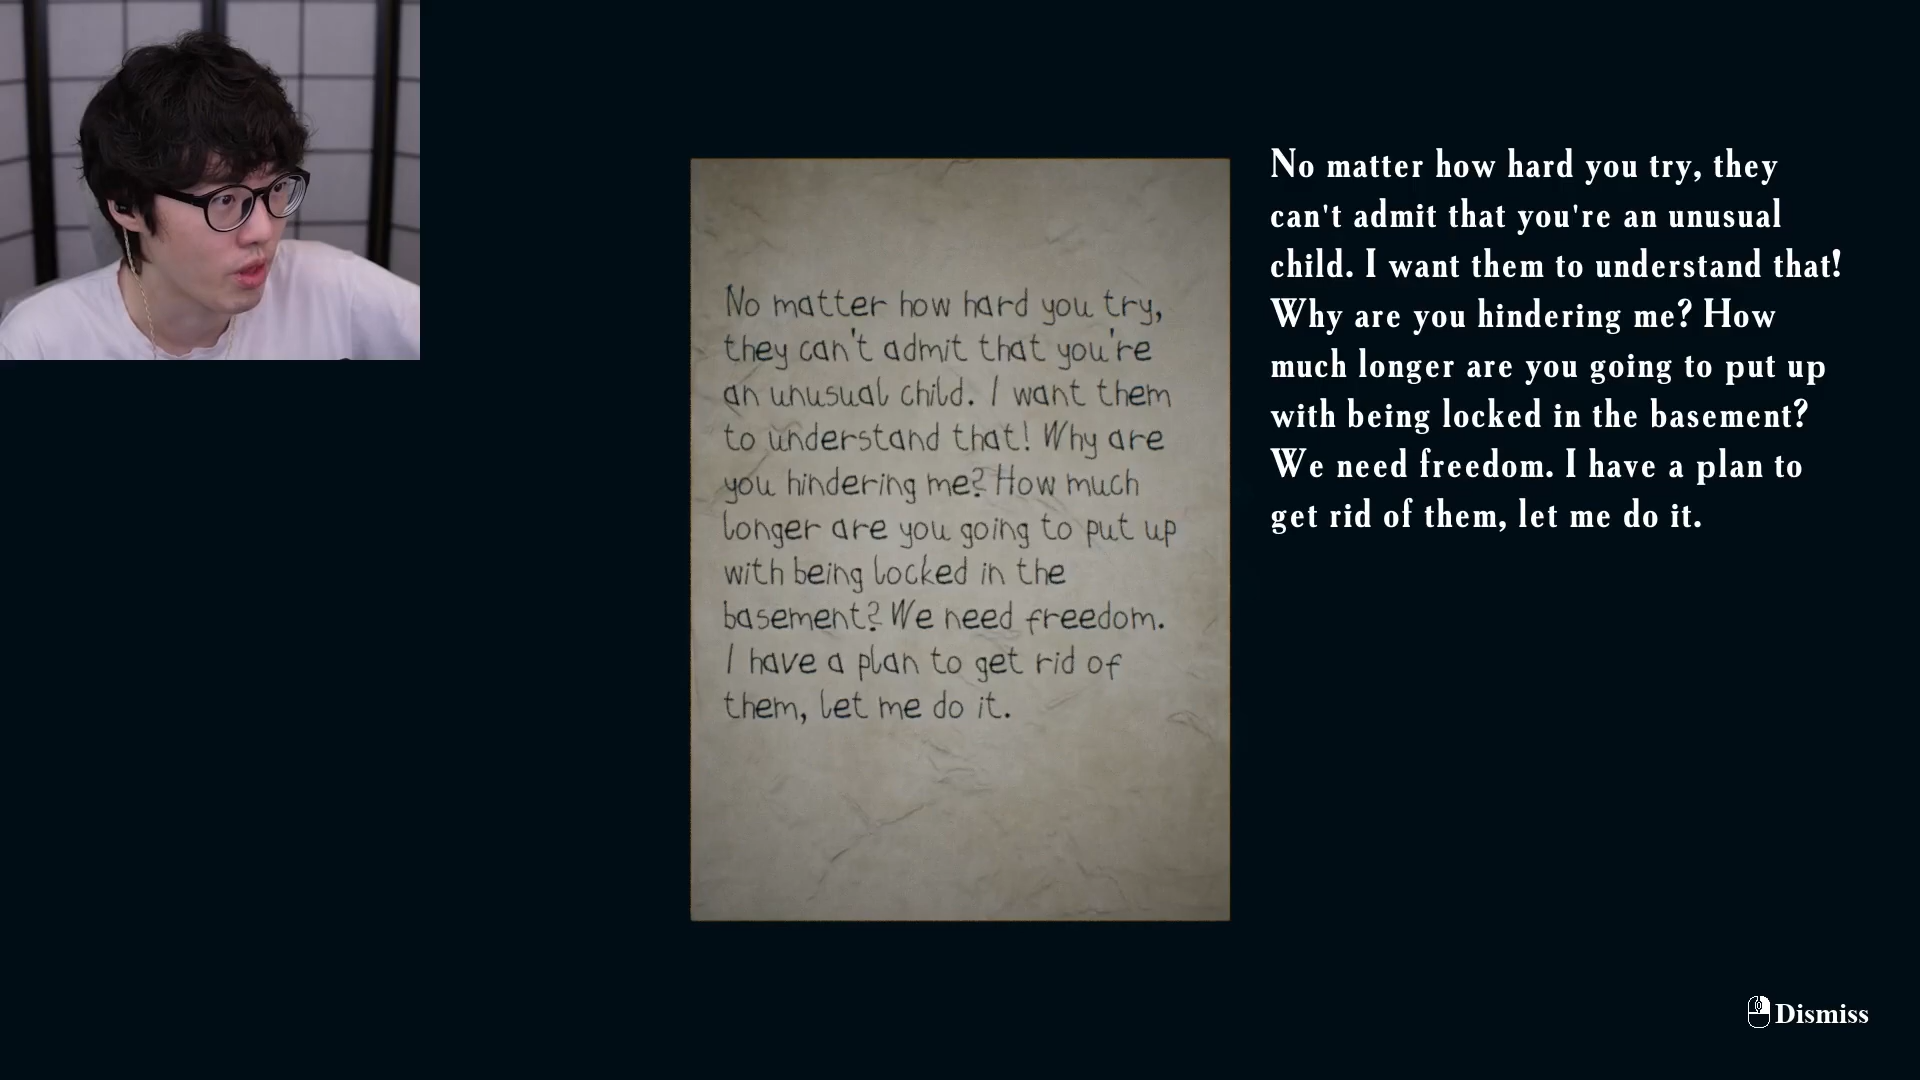 No matter how hard you try,
they can't admit that you're
an unusual child. I want them
to understand that! Why are
you hindering me? How much
longer are you going to put up
with being locked in the
basement? We need freedom.
I have a plan to get rid of
them, let me do it.
No matter how hard you try, they
can't admit that you're an unusual
child. I want them to understand that!
Why are you hindering me? How
much longer are you going to put up
with being locked in the basement?
We need freedom. I have a plan to
get rid of them, let me do it.
Dismiss